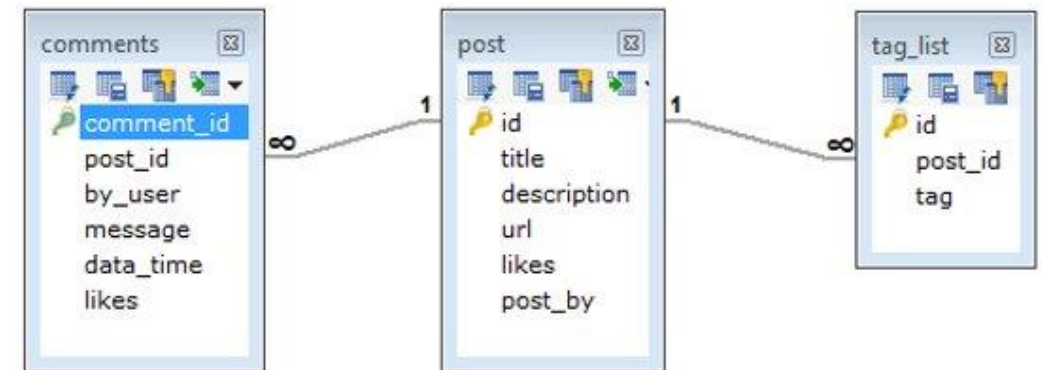 comments
comment_id
post_id
by_user
message
data_time
likes
∞
1
post
id
title
description
url
likes
post_by
1
∞
tag_list
id
post_id
tag